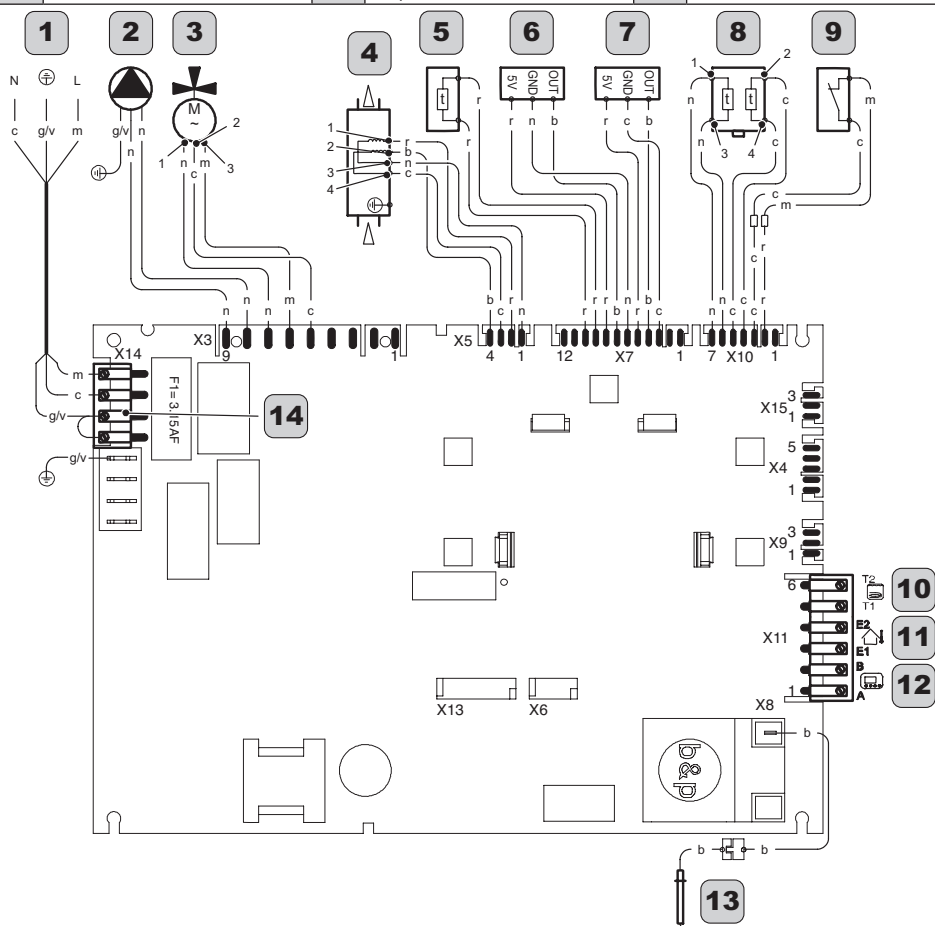 1 2 3 4 5 6 7 8 9
N L
c g/v m
g/v n
n
M
~
1 2 3
n c m
1 r
2 b
3 n
4 c
t
r
r
5V GND OUT
r n b
5V GND OUT
r c b
1 2
t t
n c
n c
3 4
m
c
c
m
c r
n n n m c
b c r n
r r r b n r b c
n n c c c r
X3 9 1
X5 4 1
12 X7 1
7 X10 1
X14
m
c
g/v
g/v
F1= 3.15AF
14
3
X15
1
5
X4
1
3
X9
1
6
X11
1
T2
T1
10
E2
E1
11
B
A
12
X13 X6
X8
b&p
b
b b
13